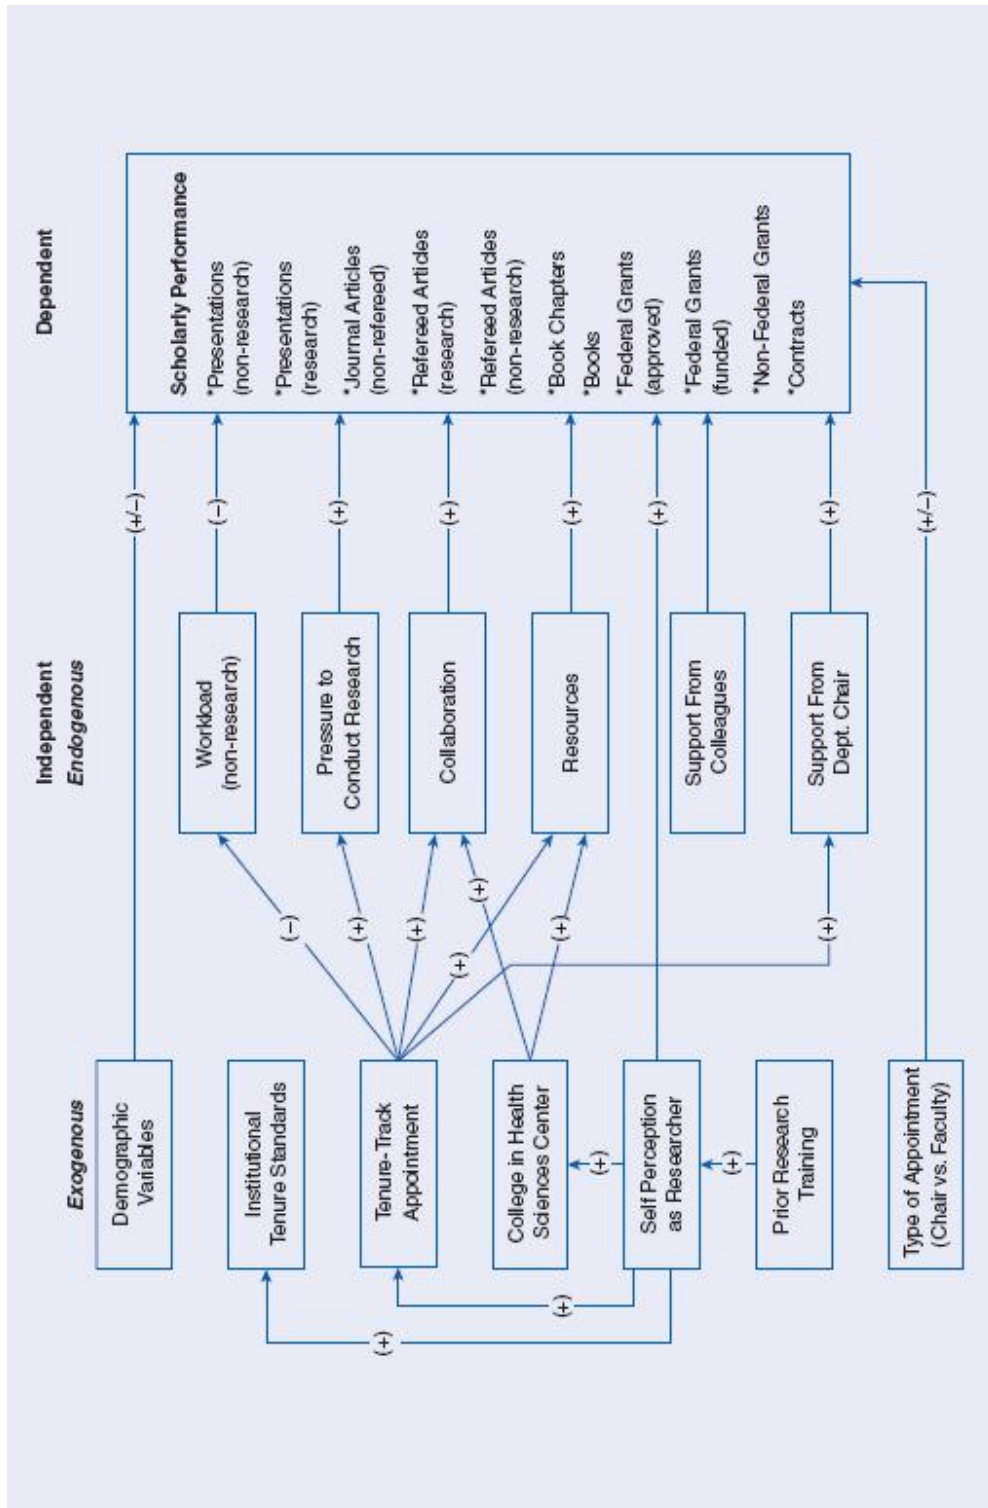 Exogenous
Demographic
Variables
Institutional
Tenure Standards
Tenure-Track
Appointment
College in Health
Sciences Center
Self Perception
as Researcher
Prior Research
Training
Type of Appointment
(Chair vs. Faculty)
(+)
(+)
(+)
(+)
(−)
(+)
(+)
(+)
(+)
(+)
(+)
Independent
Endogenous
Workload
(non-research)
Pressure to
Conduct Research
Collaboration
Resources
Support From
Colleagues
Support From
Dept. Chair
(+/−)
(−)
(+)
(+)
(+)
(+)
(+)
(+/−)
Dependent
Scholarly Performance
*Presentations
(non-research)
*Presentations
(research)
*Journal Articles
(non-refereed)
*Refereed Articles
(research)
*Refereed Articles
(non-research)
*Book Chapters
*Books
*Federal Grants
(approved)
*Federal Grants
(funded)
*Non-Federal Grants
*Contracts